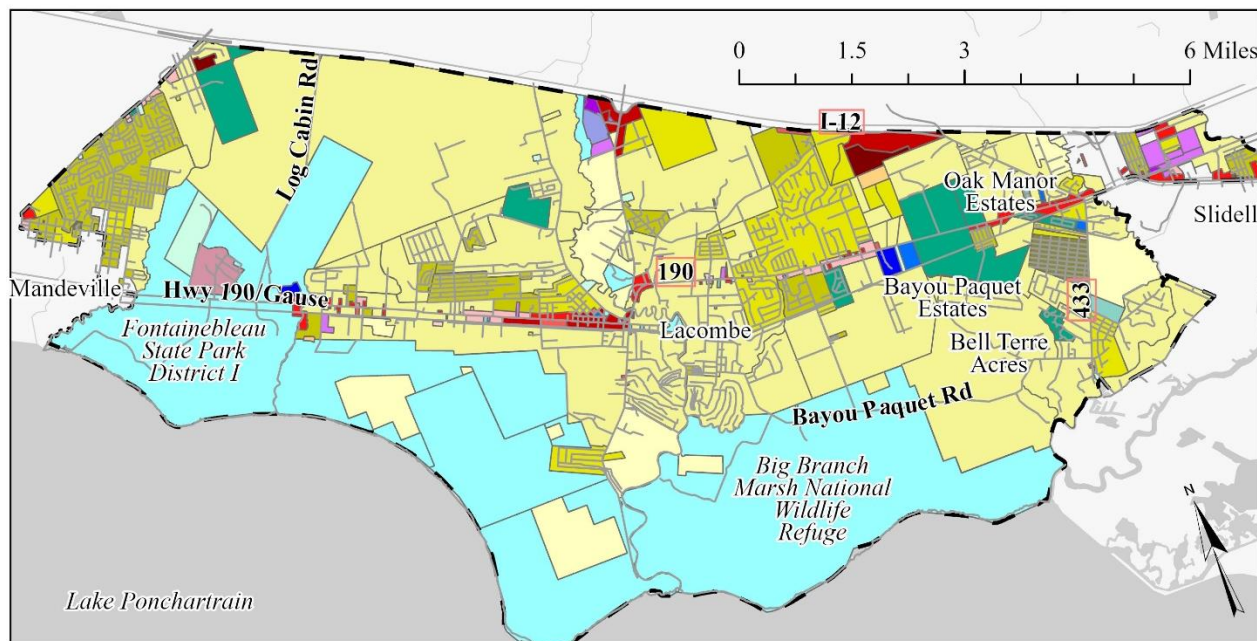 0 1.5 3 6 Miles
I-12
Log Cabin Rd
Oak Manor
Estates
Slidell
190
Mandeville
Hwy 190/Gause
Bayou Paquet
Estates
433
Fontainebleau
State Park
District I
Lacombe
Bell Terre
Acres
Bayou Paquet Rd
Big Branch
Marsh National
Wildlife
Refuge
N
Lake Ponchartrain